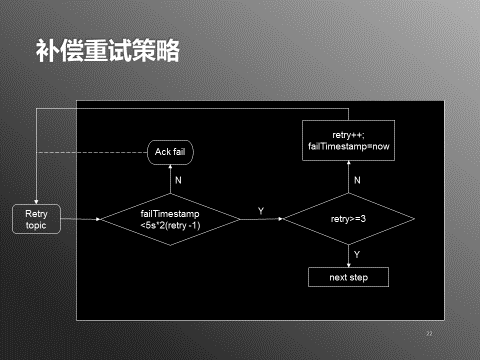 补偿重试策略
retry++;
failTimestamp=now
Ack fail
N
N
Retry
topic
failTimestamp
<5s*2(retry -1)
Y
retry>=3
Y
next step
22